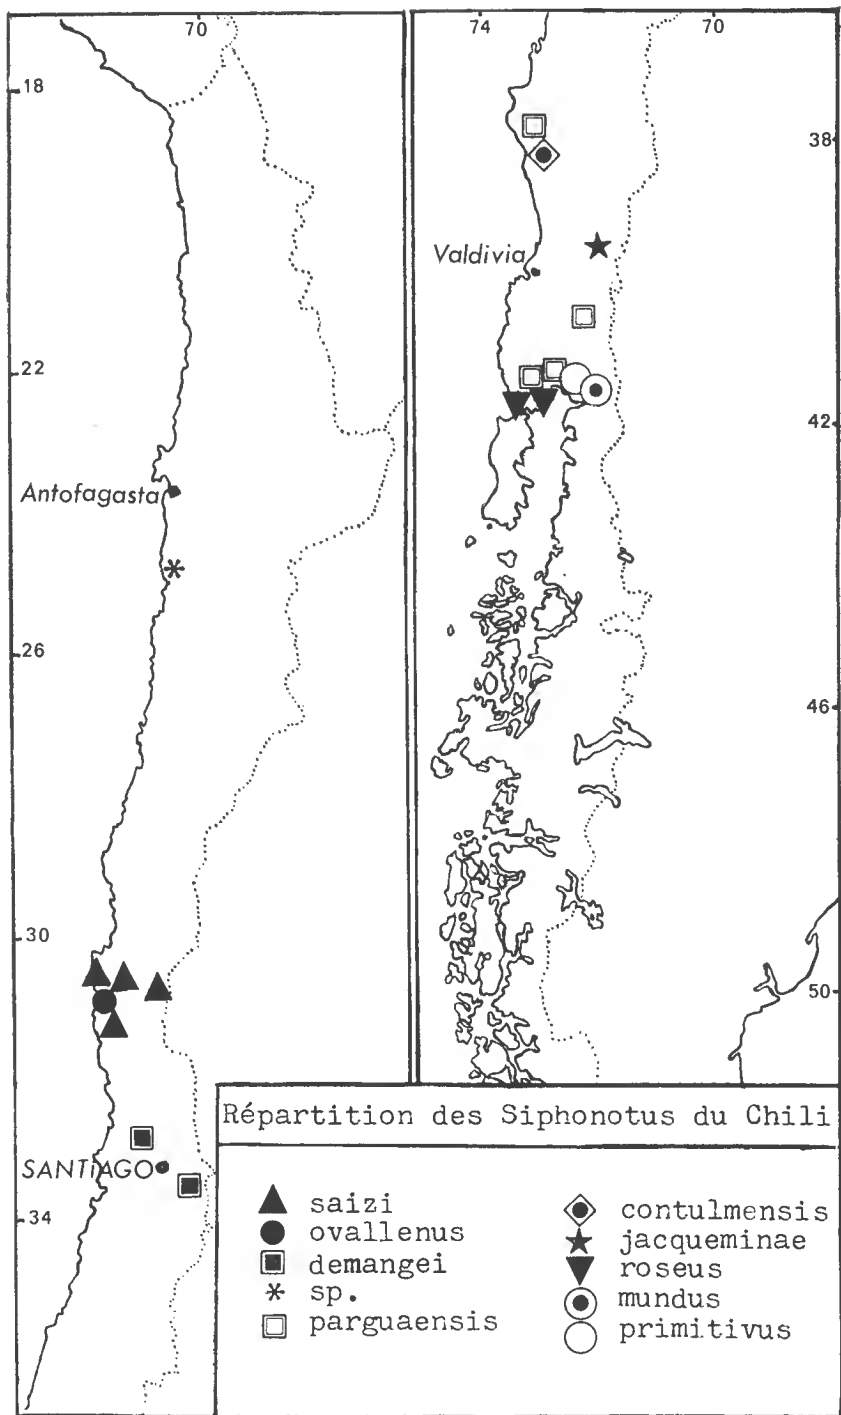 70
18
22
Antofagasta
26
30
SANTiAGO
34
74
70
38
Valdivia
42
46
50
Répartition des Siphonotus du Chili
saizi
ovallenus
demangei
sp.
parguaensis
contulmensis
jacqueminae
roseus
mundus
primitivus